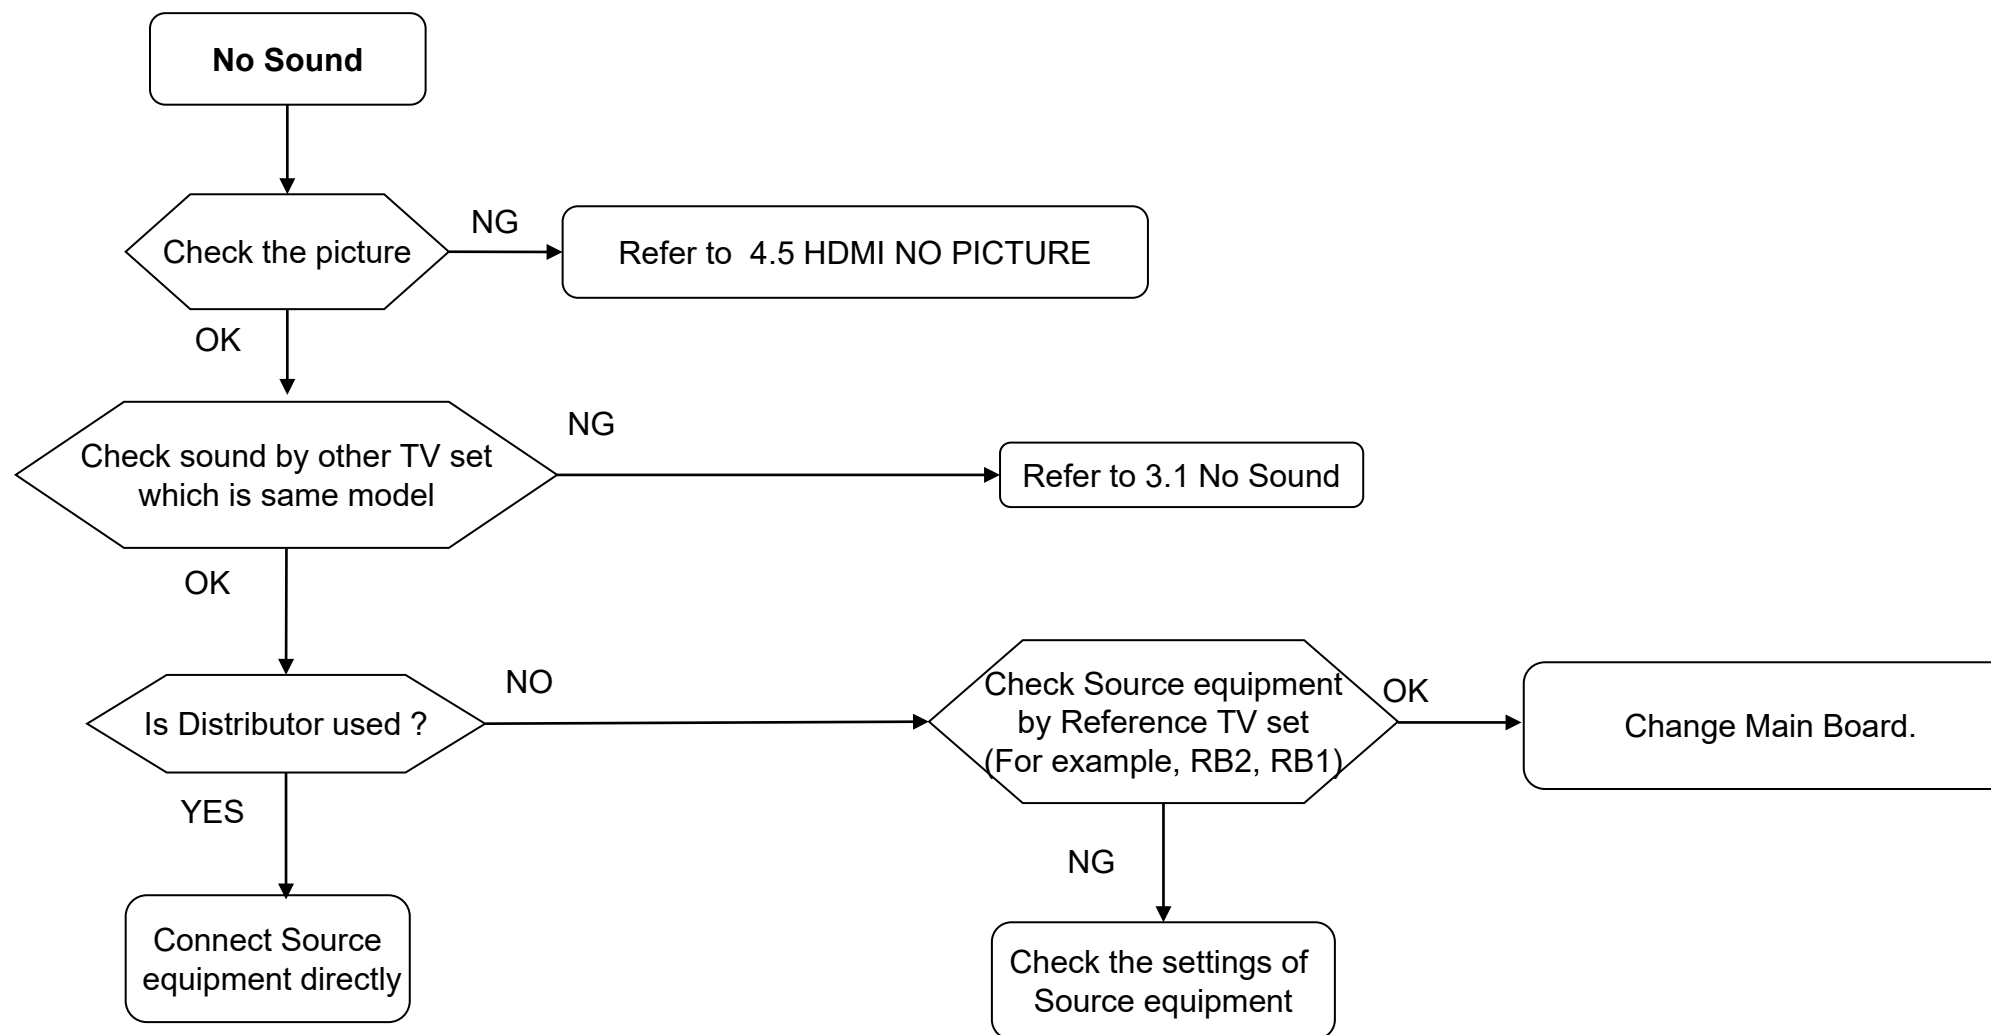 No Sound
Check the picture
NG
Refer to  4.5 HDMI NO PICTURE
OK
Check sound by other TV set
which is same model
NG
Refer to 3.1 No Sound
OK
Is Distributor used ?
NO
Check Source equipment
by Reference TV set
(For example, RB2, RB1)
OK
Change Main Board.
YES
NG
Connect Source
equipment directly
Check the settings of
Source equipment